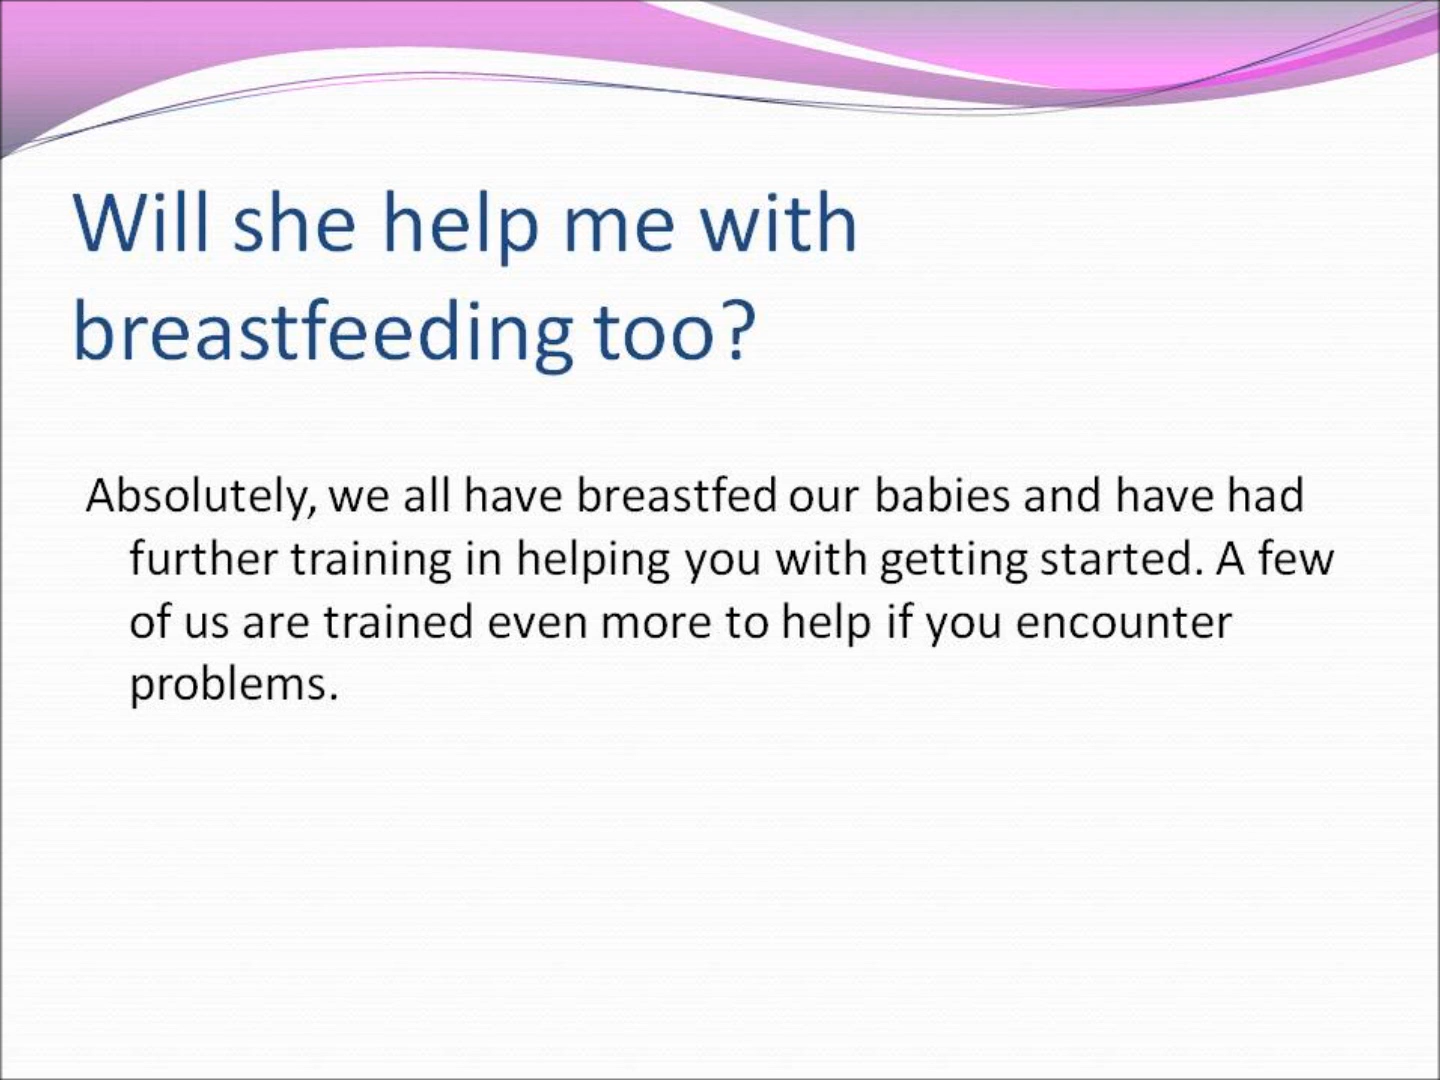 Will she help me with
breastfeeding too?
Absolutely, we all have breastfed our babies and have had
further training in helping you with getting started. A few
of us are trained even more to help if you encounter
problems.